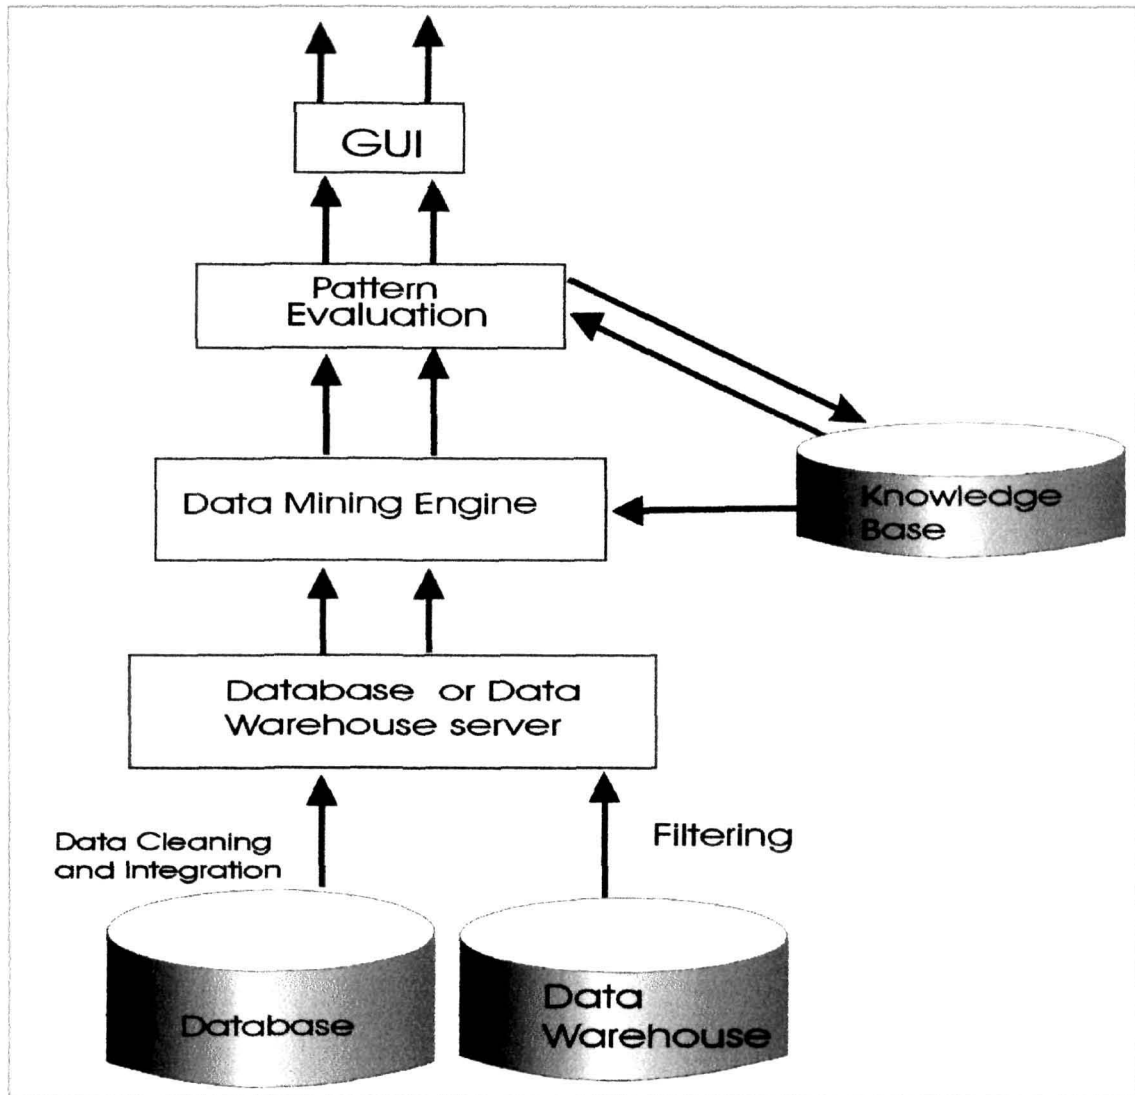 GUI
Pattern
Evaluation
Data Mining Engine
Knowledge
Base
Database or Data
Warehouse server
Data Cleaning
and Integration
Filtering
Database
Data
Warehouse